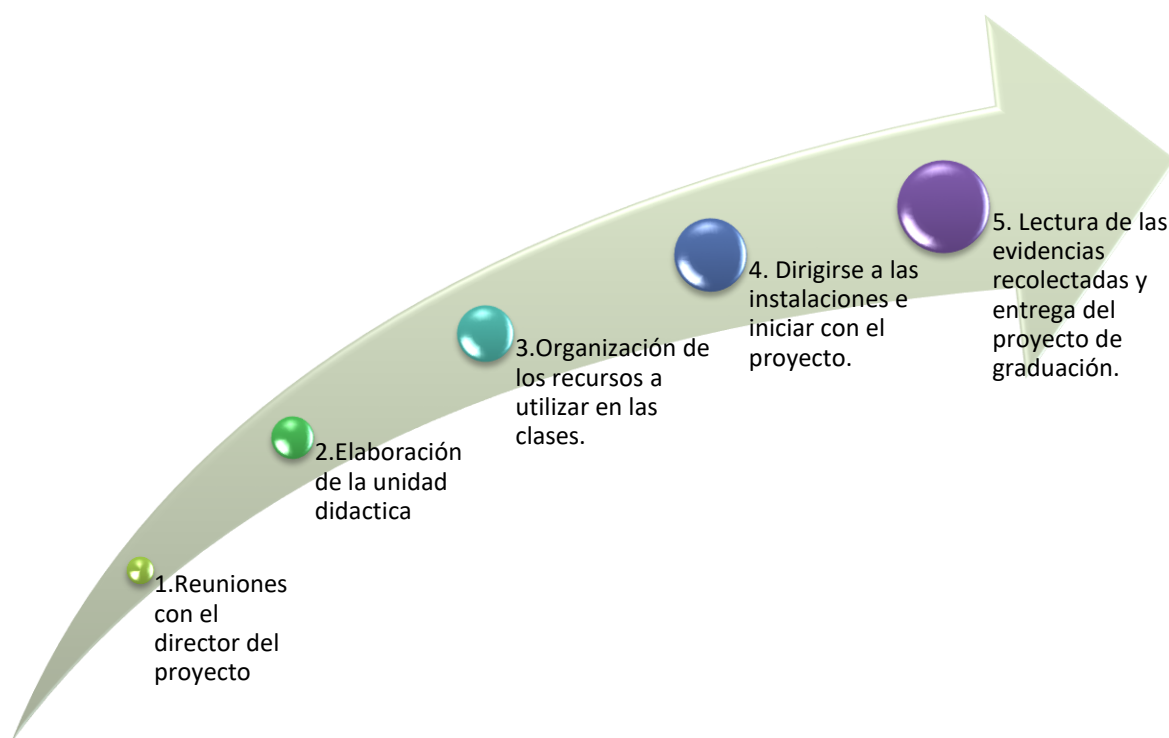 1.Reuniones
con el
director del
proyecto
2.Elaboración
de la unidad
didactica
3.Organización de
los recursos a
utilizar en las
clases.
4. Dirigirse a las
instalaciones e
iniciar con el
proyecto.
5. Lectura de las
evidencias
recolectadas y
entrega del
proyecto de
graduación.